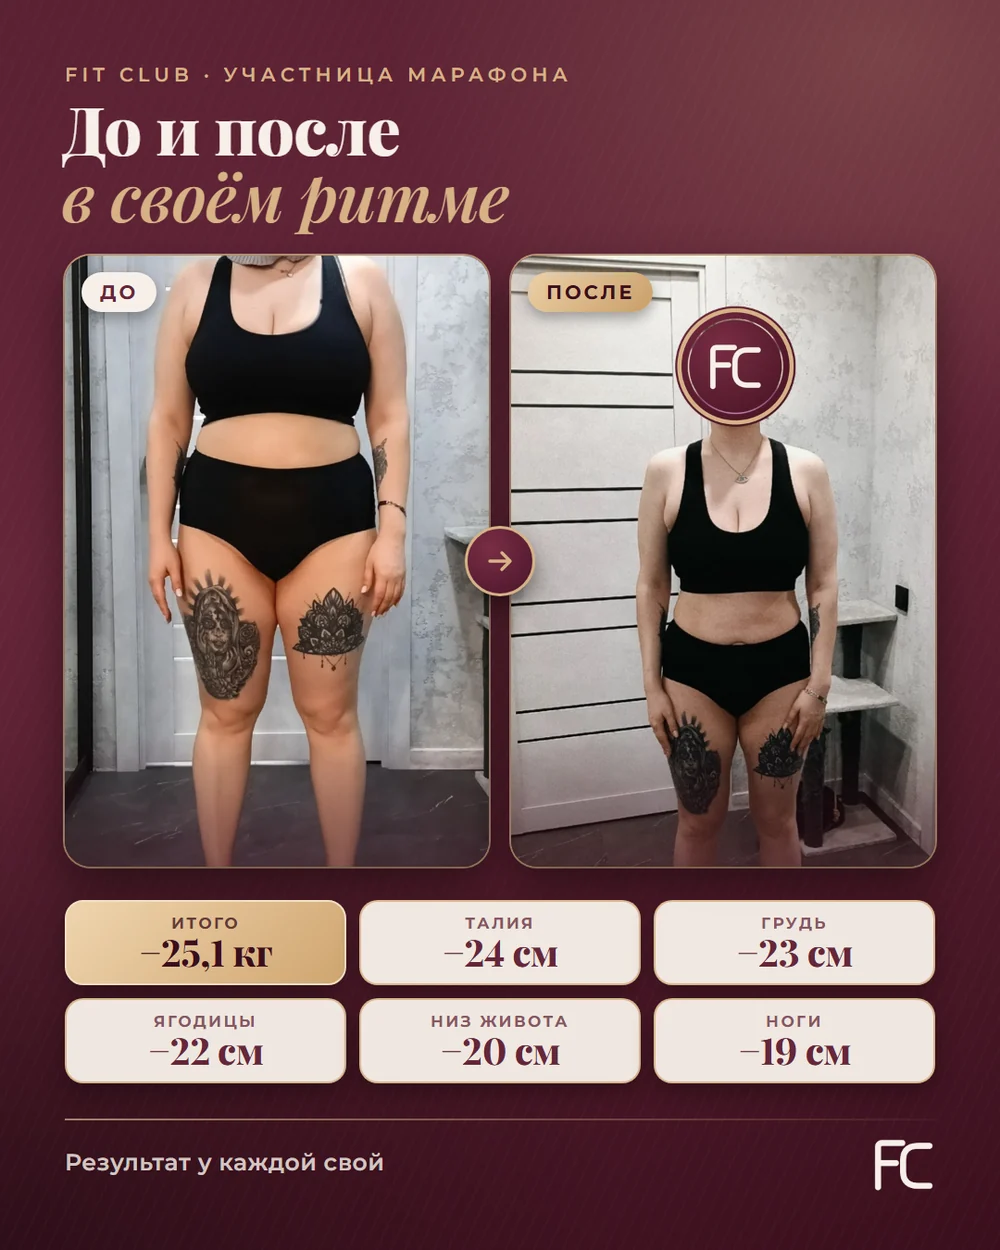 FIT CLUB · УЧАСТНИЦА МАРАФОНА
До и после
в своём ритме
ДО
ПОСЛЕ
FC
ИТОГО
−25,1 кг
ТАЛИЯ
−24 см
ГРУДЬ
−23 см
ЯГОДИЦЫ
−22 см
НИЗ ЖИВОТА
−20 см
НОГИ
−19 см
Результат у каждой свой
FC